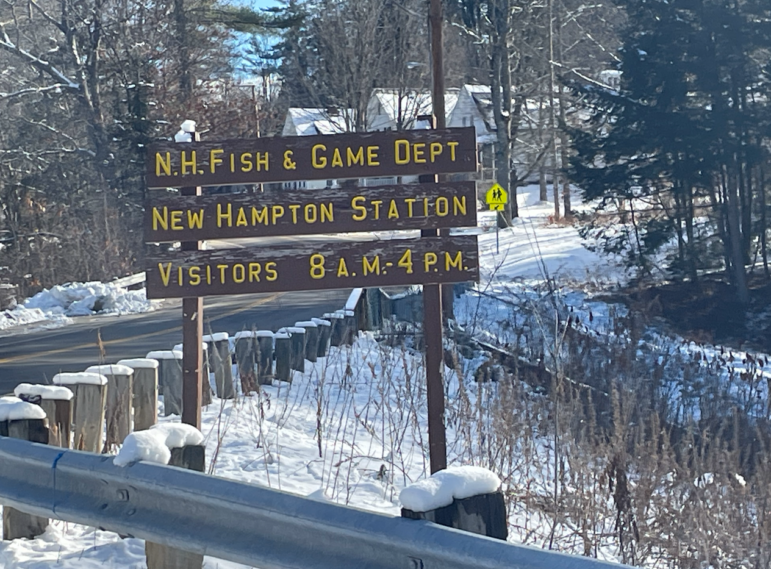 N.H. FISH & GAME DEPT
NEW HAMPTON STATION
VISITORS 8 A.M.-4 P.M.